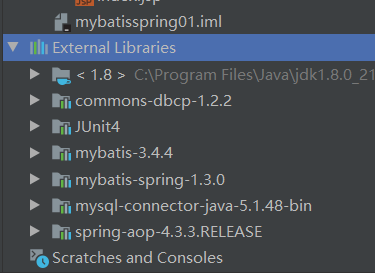 index.jsp
mybatisspring01.iml
External Libraries
< 1.8 > C:\Program Files\Java\jdk1.8.0_21
commons-dbcp-1.2.2
JUnit4
mybatis-3.4.4
mybatis-spring-1.3.0
mysql-connector-java-5.1.48-bin
spring-aop-4.3.3.RELEASE
Scratches and Consoles